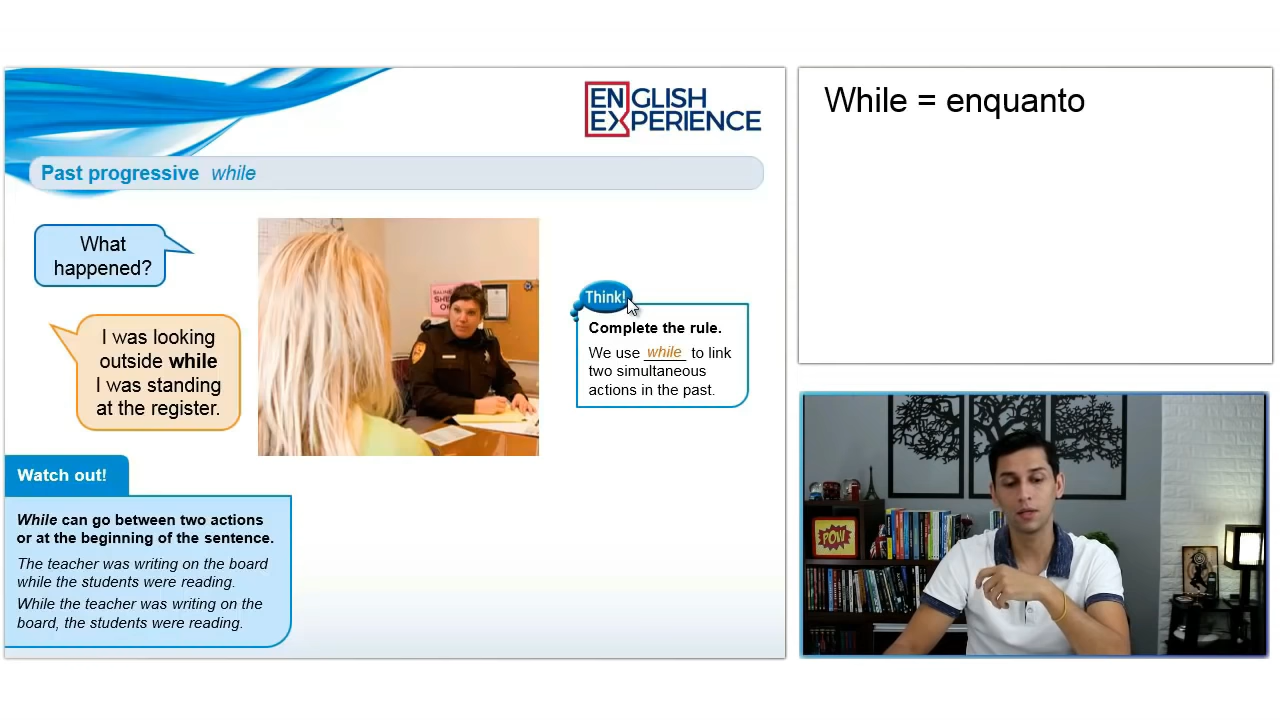 ENGLISH
EXPERIENCE
Past progressive while
What
happened?
I was looking
outside while
I was standing
at the register.
Think!
Complete the rule.
We use while to link
two simultaneous
actions in the past.
Watch out!
While can go between two actions
or at the beginning of the sentence.
The teacher was writing on the board
while the students were reading.
While the teacher was writing on the
board, the students were reading.
While = enquanto
POW